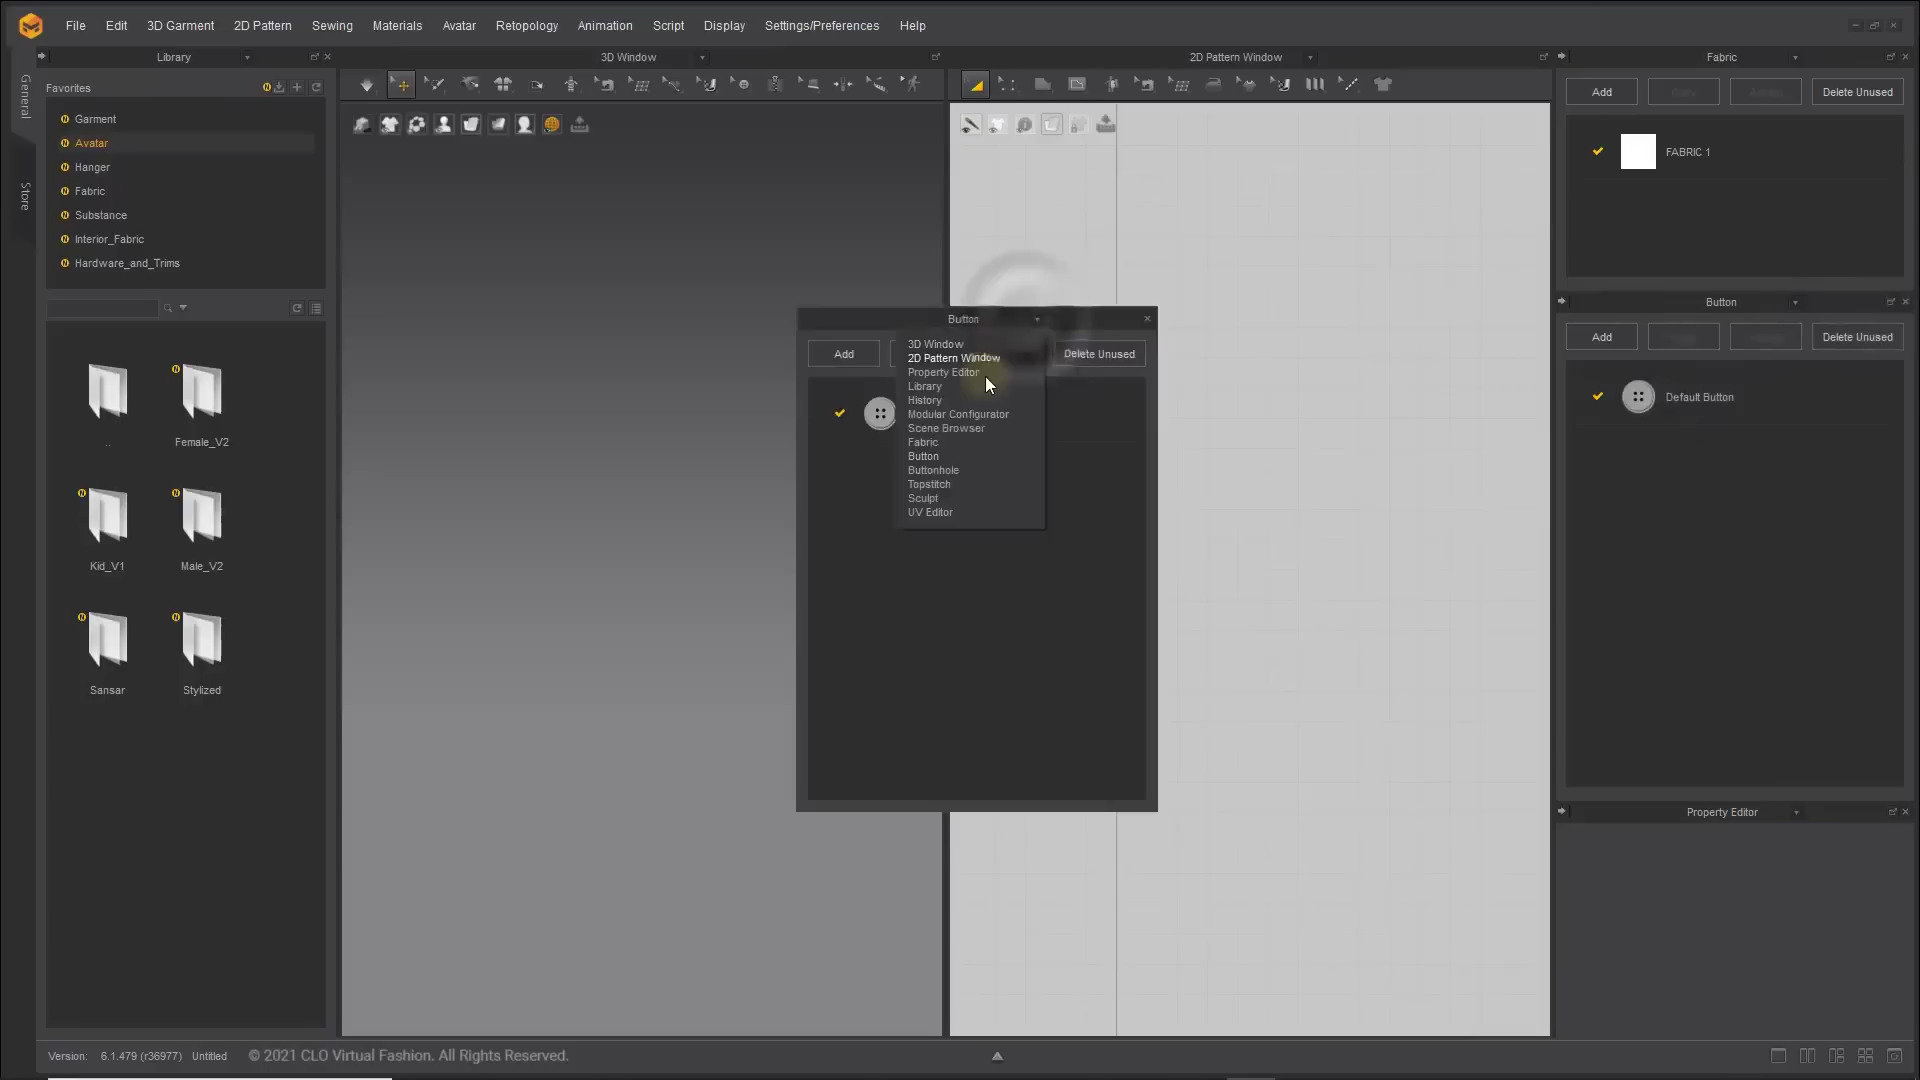 File Edit 3D Garment 2D Pattern Sewing Materials Avatar Retopology Animation Script Display Settings/Preferences Help
Library
3D Window
2D Pattern Window
Fabric
General
Store
Favorites
Garment
Avatar
Hanger
Fabric
Substance
Interior_Fabric
Hardware_and_Trims
..
Female_V2
Kid_V1
Male_V2
Sansar
Stylized
Button
Add
Delete Unused
3D Window
2D Pattern Window
Property Editor
Library
History
Modular Configurator
Scene Browser
Fabric
Button
Buttonhole
Topstitch
Sculpt
UV Editor
Add
Delete Unused
FABRIC 1
Button
Add
Delete Unused
Default Button
Property Editor
Version: 6.1.479 (r36977) Untitled © 2021 CLO Virtual Fashion. All Rights Reserved.